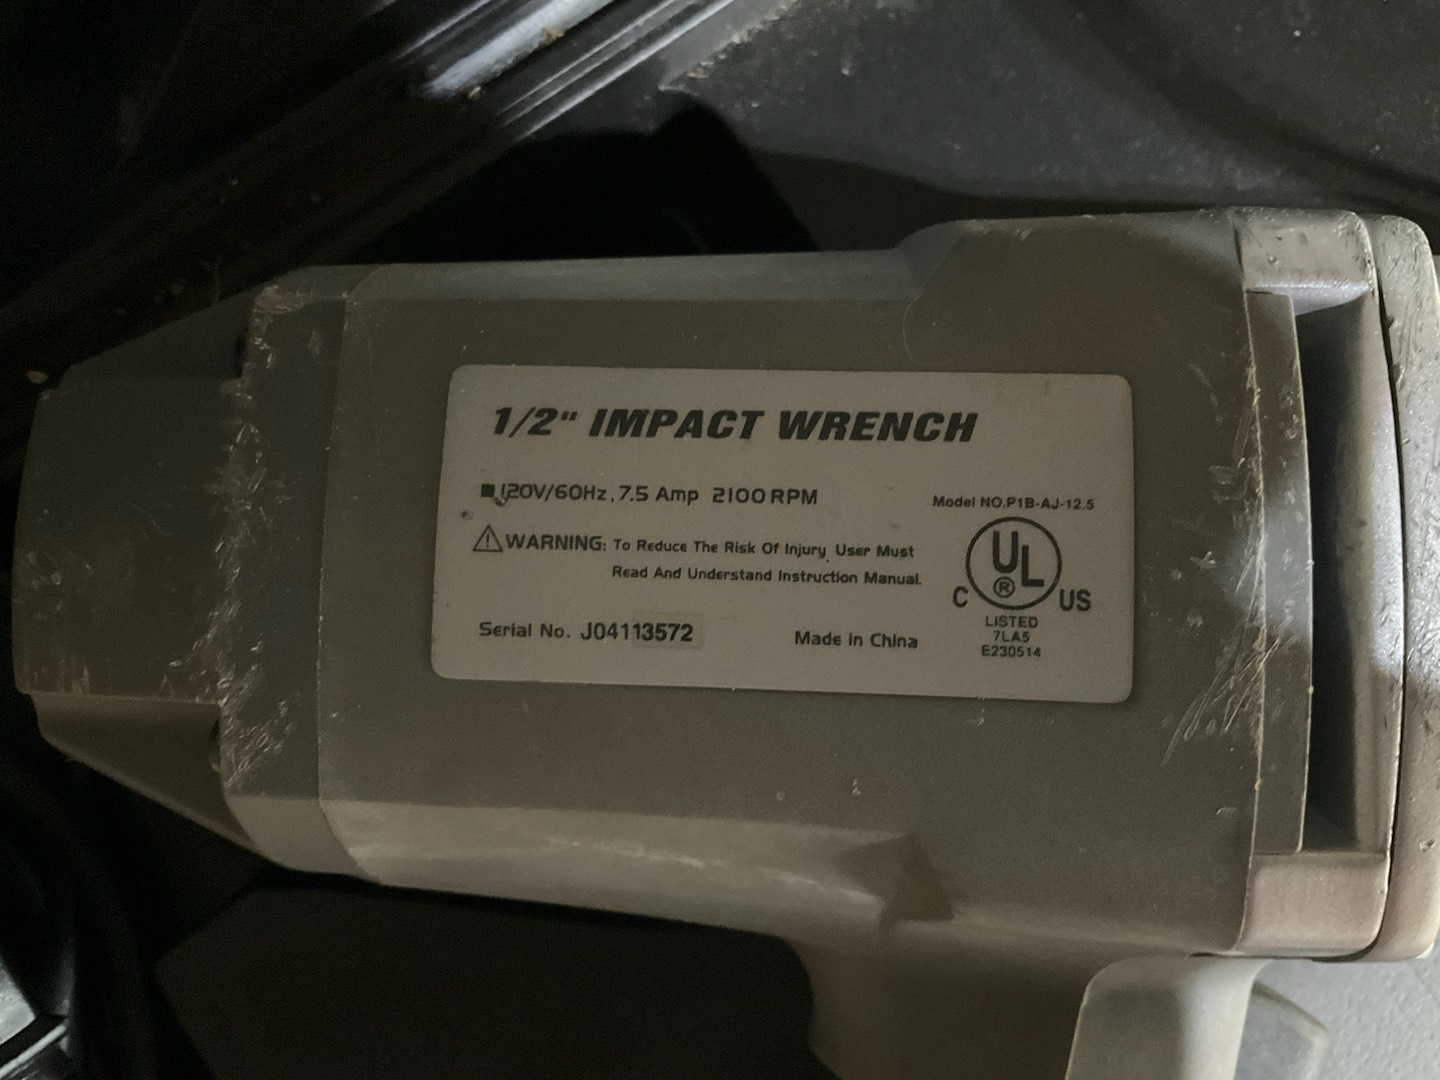 1/2" IMPACT WRENCH
120V/60Hz, 7.5 Amp 2100 RPM
Model NO.P1B-AJ-12.5
WARNING: To Reduce The Risk Of Injury, User Must
Read And Understand Instruction Manual.
C UL ® US
LISTED
7LA5
E230514
Serial No. J04113572
Made in China